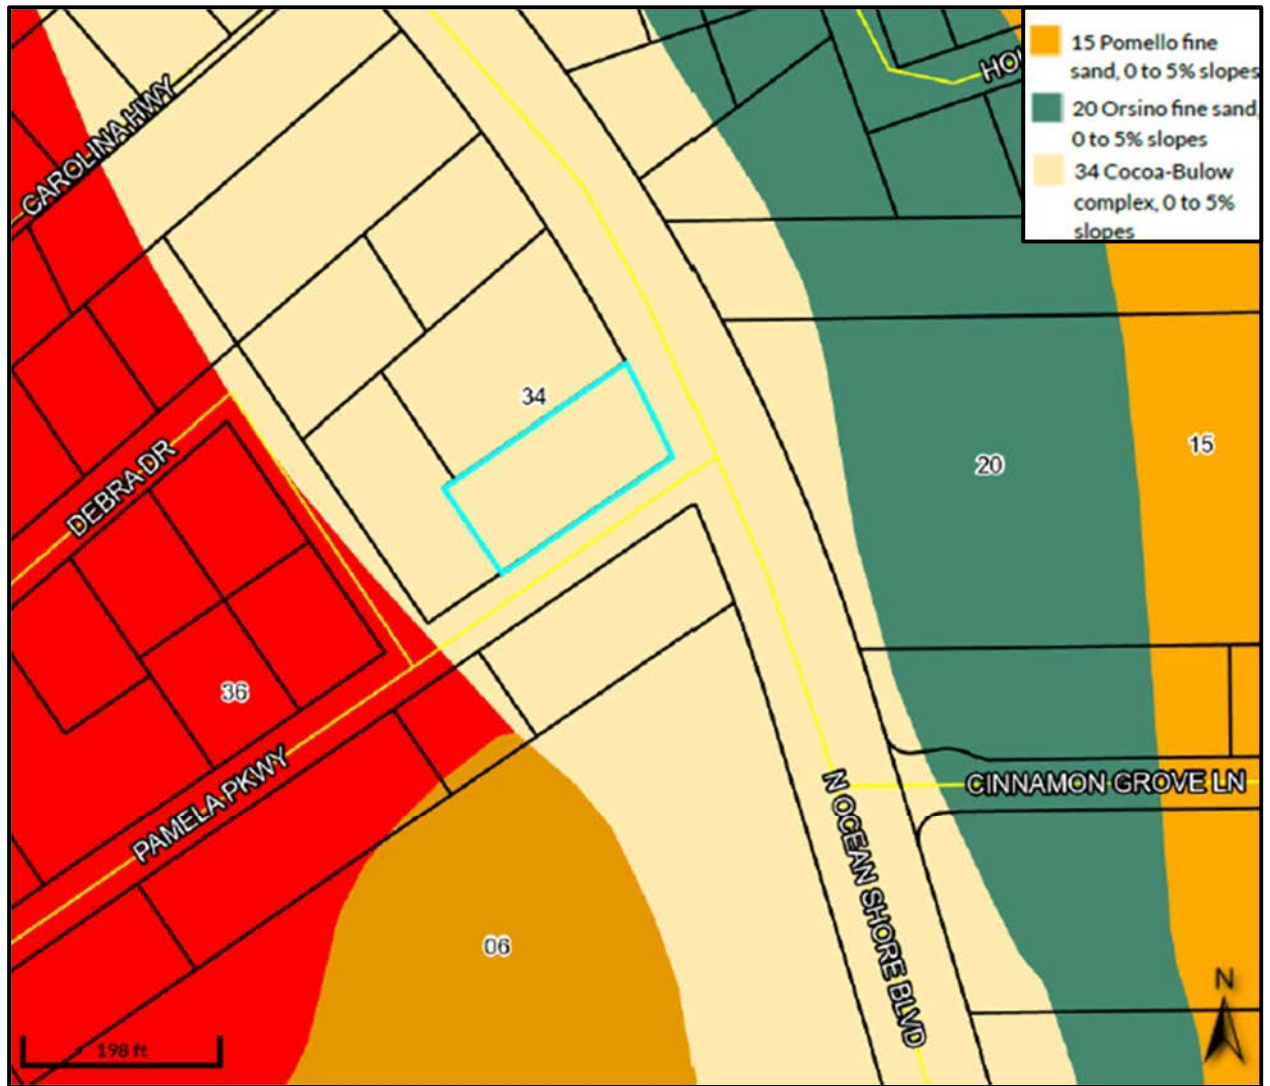 15 Pomello fine
sand, 0 to 5% slopes
20 Orsino fine sand,
0 to 5% slopes
34 Cocoa-Bulow
complex, 0 to 5%
slopes
CAROLINA HWY
34
20
15
DEBRA DR
36
PAMELA PKWY
CINNAMON GROVE LN
N OCEAN SHORE BLVD
06
N
198 ft